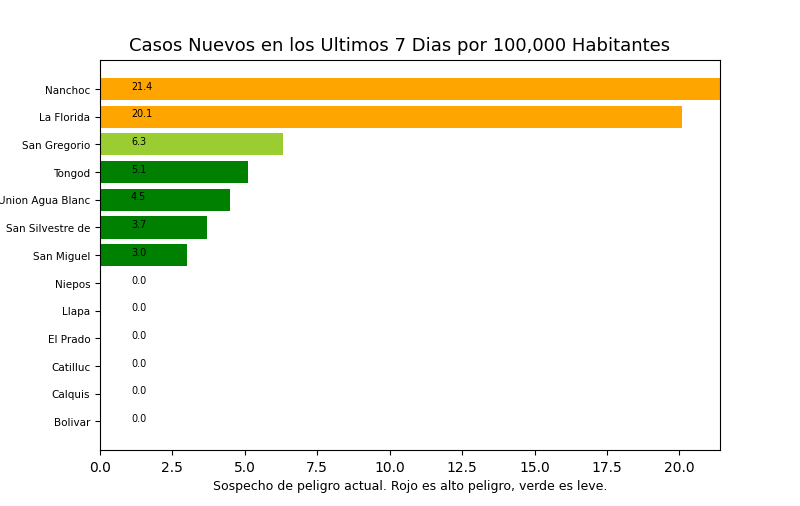 Casos Nuevos en los Ultimos 7 Dias por 100,000 Habitantes
Nanchoc 21.4
La Florida 20.1
San Gregorio 6.3
Tongod 5.1
Union Agua Blanc 4.5
San Silvestre de 3.7
San Miguel 3.0
Niepos 0.0
Llapa 0.0
El Prado 0.0
Catilluc 0.0
Calquis 0.0
Bolivar 0.0
0.0 2.5 5.0 7.5 10.0 12.5 15.0 17.5 20.0
Sospecho de peligro actual. Rojo es alto peligro, verde es leve.